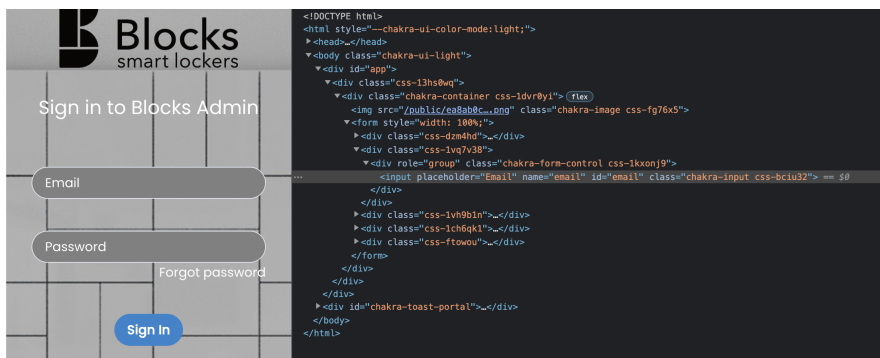 Blocks
smart lockers
Sign in to Blocks Admin
Email
Password
Forgot password
Sign In
<!DOCTYPE html>
<html style="--chakra-ui-color-mode:light;">
▶<head>…</head>
▼<body class="chakra-ui-light">
▼<div id="app">
▼<div class="css-13hs0wq">
▼<div class="chakra-container css-1dvr0yi"> flex
<img src="/public/ea8ab0c….png" class="chakra-image css-fg76x5">
▼<form style="width: 100%;">
▶<div class="css-dzm4hd">…</div>
▼<div class="css-1vq7v38">
▼<div role="group" class="chakra-form-control css-1kxonj9">
… <input placeholder="Email" name="email" id="email" class="chakra-input css-bciu32"> == $0
</div>
</div>
▶<div class="css-1vh9b1n">…</div>
▶<div class="css-1ch6qk1">…</div>
▶<div class="css-ftowou">…</div>
</form>
</div>
</div>
</div>
▶<div id="chakra-toast-portal">…</div>
</body>
</html>